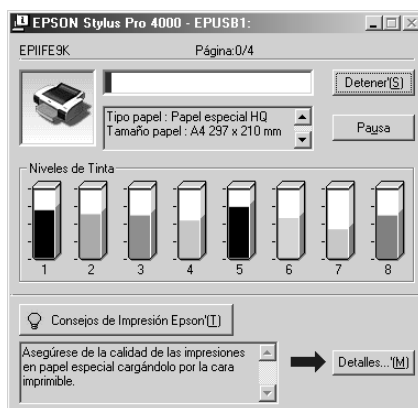 EPSON Stylus Pro 4000 - EPUSB1:
EPIIFE9K Página:0/4
Detener'(S)
Tipo papel : Papel especial HQ
Tamaño papel : A4 297 x 210 mm
Pausa
Niveles de Tinta
1 2 3 4 5 6 7 8
Consejos de Impresión Epson'(T)
Asegúrese de la calidad de las impresiones
en papel especial cargándolo por la cara
imprimible.
Detalles...'(M)